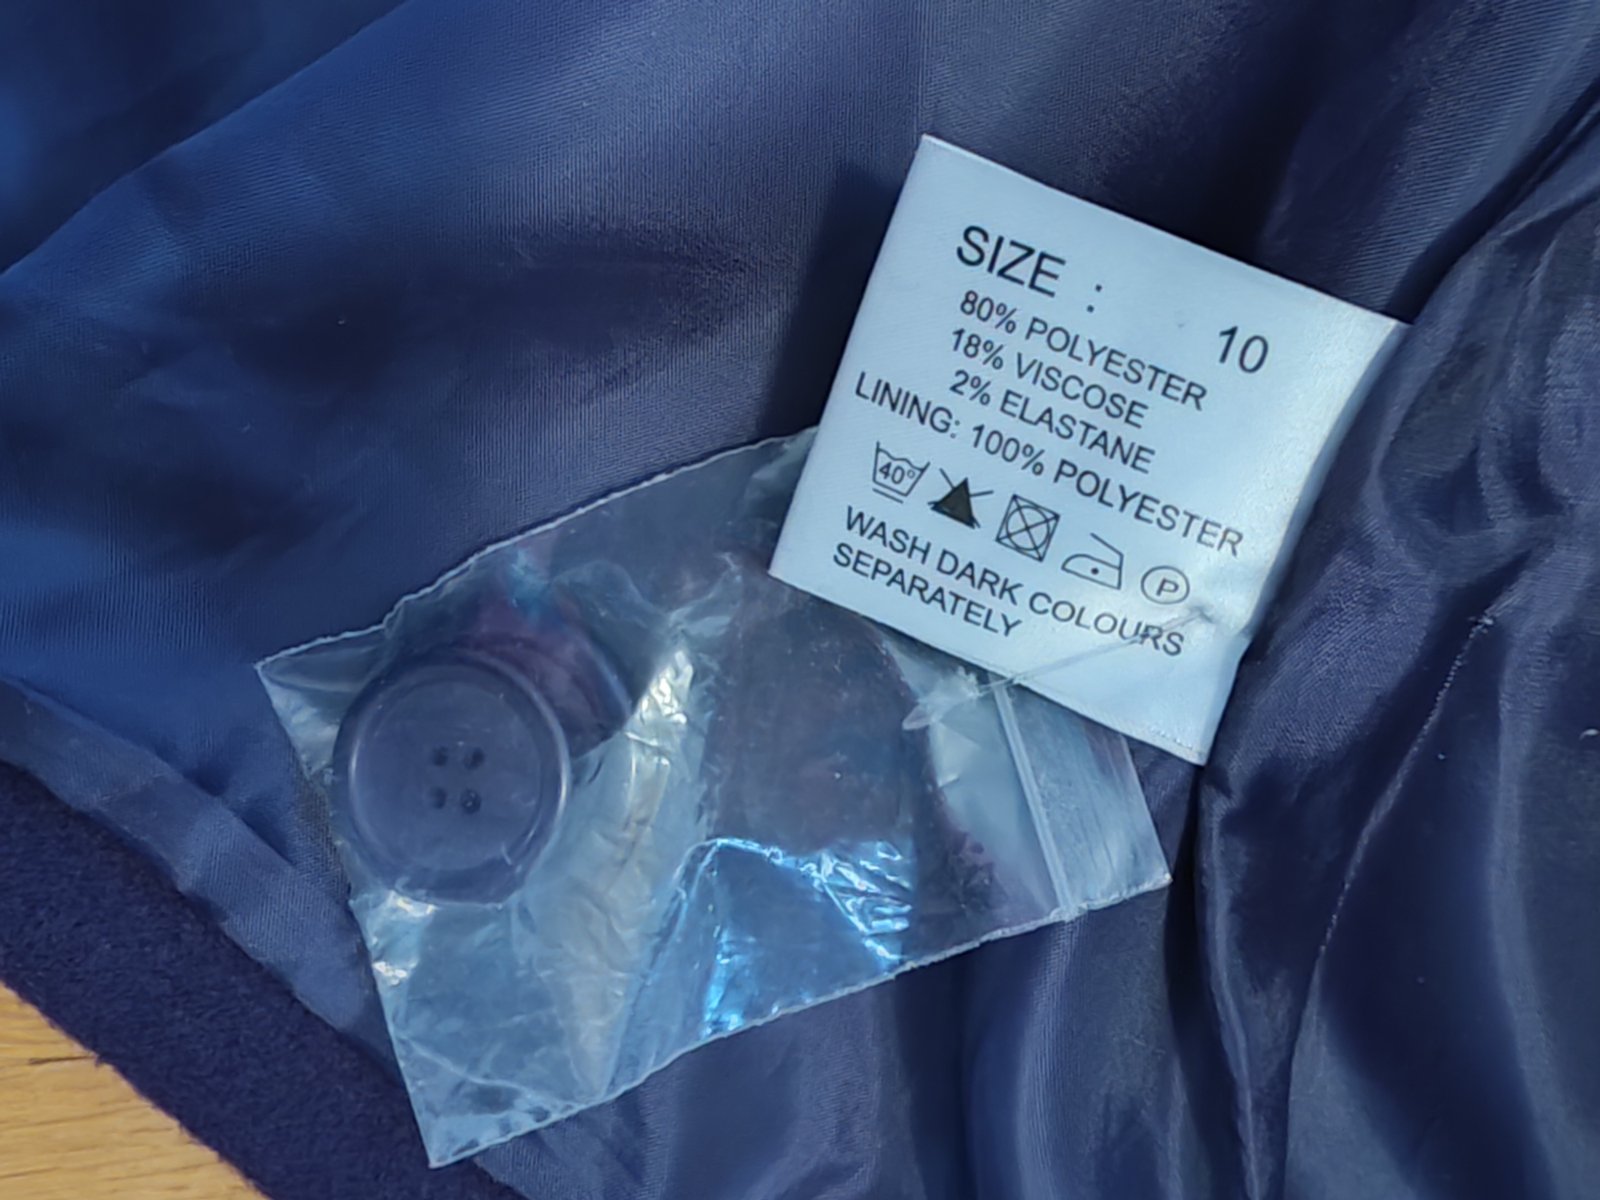 SIZE : 10
80% POLYESTER
18% VISCOSE
2% ELASTANE
LINING: 100% POLYESTER
40° P
WASH DARK COLOURS
SEPARATELY